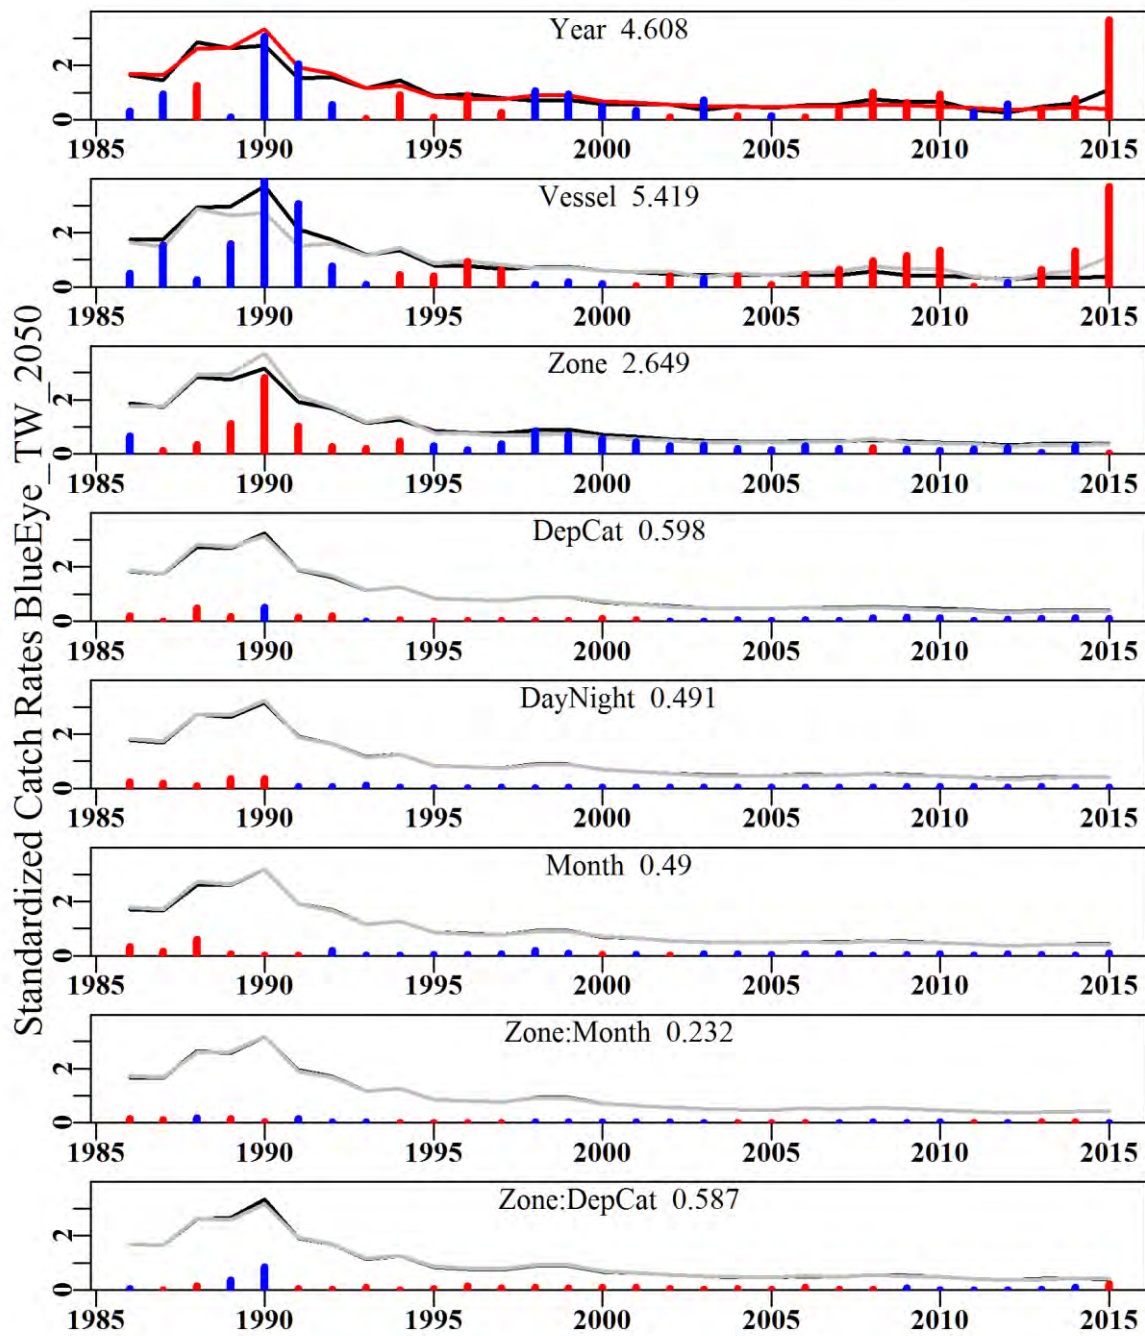 Standardized Catch Rates BlueEye_TW_2050
Year 4.608
2
0
1985 1990 1995 2000 2005 2010 2015
Vessel 5.419
2
0
1985 1990 1995 2000 2005 2010 2015
Zone 2.649
2
0
1985 1990 1995 2000 2005 2010 2015
DepCat 0.598
2
0
1985 1990 1995 2000 2005 2010 2015
DayNight 0.491
2
0
1985 1990 1995 2000 2005 2010 2015
Month 0.49
2
0
1985 1990 1995 2000 2005 2010 2015
Zone:Month 0.232
2
0
1985 1990 1995 2000 2005 2010 2015
Zone:DepCat 0.587
2
0
1985 1990 1995 2000 2005 2010 2015